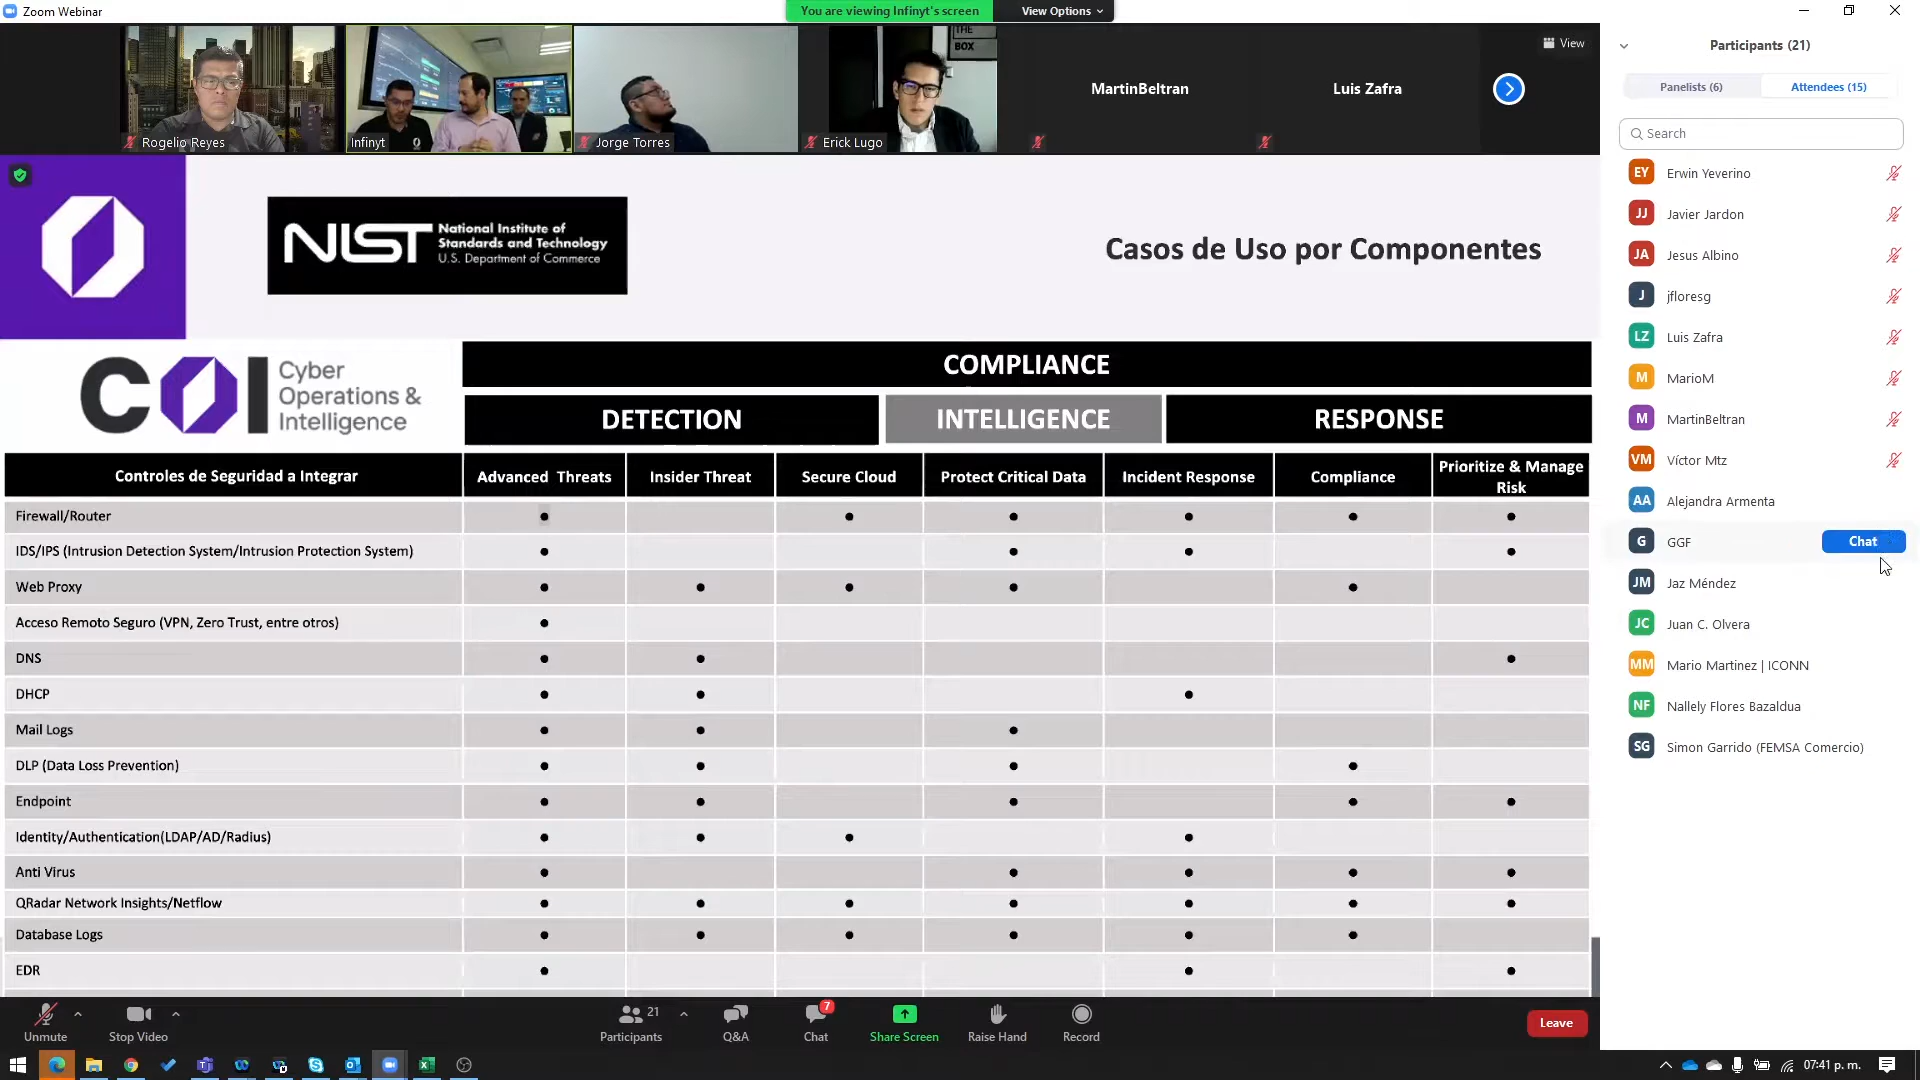 Zoom Webinar
You are viewing Infinyt's screen
View Options
View
THE
BOX
Rogelio Reyes
Infinyt
Jorge Torres
Erick Lugo
MartinBeltran
Luis Zafra
NIST
National Institute of
Standards and Technology
U.S. Department of Commerce
Casos de Uso por Componentes
COI
Cyber
Operations &
Intelligence
COMPLIANCE
DETECTION
INTELLIGENCE
RESPONSE
Controles de Seguridad a Integrar
Advanced Threats
Insider Threat
Secure Cloud
Protect Critical Data
Incident Response
Compliance
Prioritize & Manage
Risk
Firewall/Router
IDS/IPS (Intrusion Detection System/Intrusion Protection System)
Web Proxy
Acceso Remoto Seguro (VPN, Zero Trust, entre otros)
DNS
DHCP
Mail Logs
DLP (Data Loss Prevention)
Endpoint
Identity/Authentication(LDAP/AD/Radius)
Anti Virus
QRadar Network Insights/Netflow
Database Logs
EDR
Participants (21)
Panelists (6)
Attendees (15)
Search
EY Erwin Yeverino
JJ Javier Jardon
JA Jesus Albino
J jfloresg
LZ Luis Zafra
M MarioM
M MartinBeltran
VM Víctor Mtz
AA Alejandra Armenta
G GGF
Chat
JM Jaz Méndez
JC Juan C. Olvera
MM Mario Martinez | ICONN
NF Nallely Flores Bazaldua
SG Simon Garrido (FEMSA Comercio)
Unmute
Stop Video
21
Participants
Q&A
7
Chat
Share Screen
Raise Hand
Record
Leave
07:41 p. m.